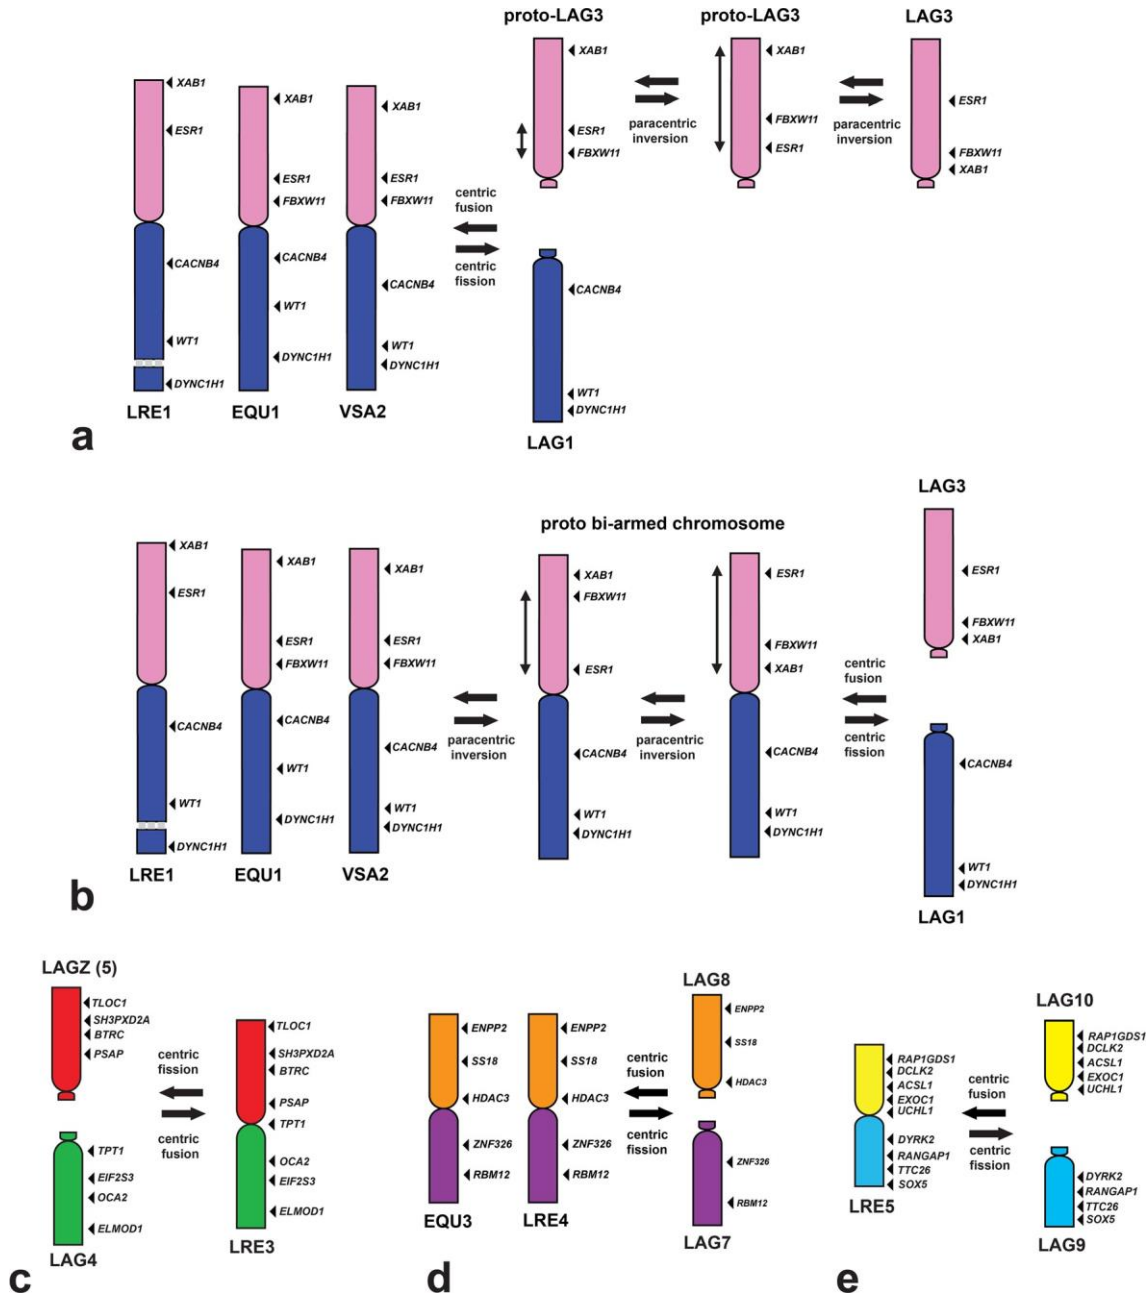 proto-LAG3
proto-LAG3
LAG3
XAB1
ESR1
CACNB4
WT1
DYNC1H1
LRE1
XAB1
ESR1
FBXW11
CACNB4
WT1
DYNC1H1
EQU1
XAB1
ESR1
FBXW11
CACNB4
WT1
DYNC1H1
VSA2
centric
fusion
centric
fission
XAB1
ESR1
FBXW11
CACNB4
WT1
DYNC1H1
LAG1
paracentric
inversion
XAB1
FBXW11
ESR1
paracentric
inversion
ESR1
FBXW11
XAB1
a
proto bi-armed chromosome
LAG3
XAB1
ESR1
CACNB4
WT1
DYNC1H1
LRE1
XAB1
ESR1
FBXW11
CACNB4
WT1
DYNC1H1
EQU1
XAB1
ESR1
FBXW11
CACNB4
WT1
DYNC1H1
VSA2
paracentric
inversion
XAB1
FBXW11
ESR1
CACNB4
WT1
DYNC1H1
paracentric
inversion
ESR1
FBXW11
XAB1
CACNB4
WT1
DYNC1H1
centric
fusion
centric
fission
ESR1
FBXW11
XAB1
CACNB4
WT1
DYNC1H1
LAG1
b
LAGZ (5)
TLOC1
SH3PXD2A
BTRC
PSAP
TPT1
EIF2S3
OCA2
ELMOD1
LAG4
centric
fission
centric
fusion
TLOC1
SH3PXD2A
BTRC
PSAP
TPT1
OCA2
EIF2S3
ELMOD1
LRE3
c
ENPP2
SS18
HDAC3
ZNF326
RBM12
EQU3
ENPP2
SS18
HDAC3
ZNF326
RBM12
LRE4
centric
fusion
centric
fission
LAG8
ENPP2
SS18
HDAC3
ZNF326
RBM12
LAG7
d
RAP1GDS1
DCLK2
ACSL1
EXOC1
UCHL1
DYRK2
RANGAP1
TTC26
SOX5
LRE5
centric
fusion
centric
fission
LAG10
RAP1GDS1
DCLK2
ACSL1
EXOC1
UCHL1
DYRK2
RANGAP1
TTC26
SOX5
LAG9
e